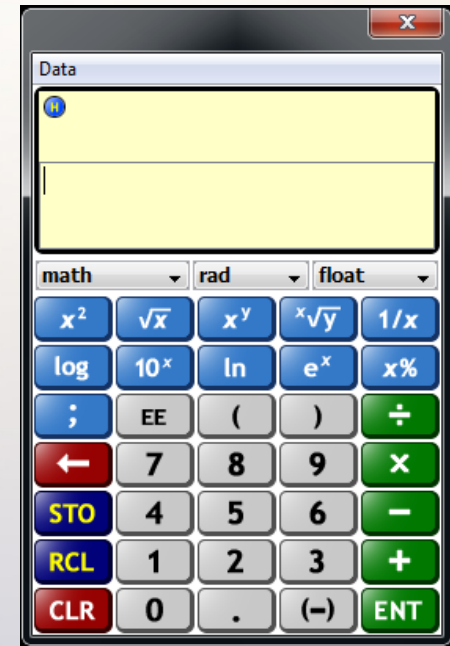 x
Data
H
math rad float
x² √x xʸ ˣ√y 1/x
log 10ˣ ln eˣ x%
; EE ( ) ÷
← 7 8 9 ×
STO 4 5 6 −
RCL 1 2 3 +
CLR 0 . (−) ENT